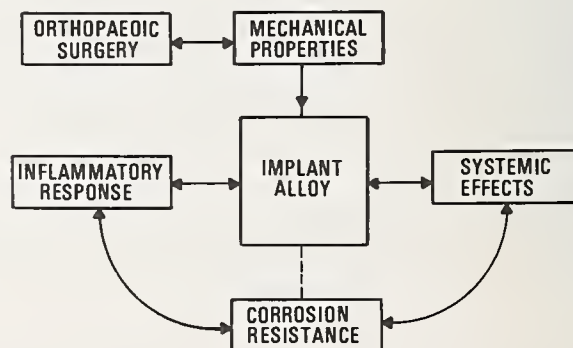 ORTHOPAEOIC
SURGERY
MECHANICAL
PROPERTIES
INFLAMMATORY
RESPONSE
IMPLANT
ALLOY
SYSTEMIC
EFFECTS
CORROSION
RESISTANCE